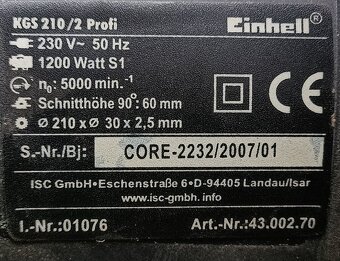 KGS 210/2 Profi
Einhell®
230 V~ 50 Hz
1200 Watt S1
n₀: 5000 min.⁻¹
Schnitthöhe 90°: 60 mm
Ø 210 x Ø 30 x 2,5 mm
CE
S.-Nr./Bj: CORE-2232/2007/01
ISC GmbH•Eschenstraße 6•D-94405 Landau/Isar
www.isc-gmbh.info
I.-Nr.:01076 Art.-Nr.:43.002.70